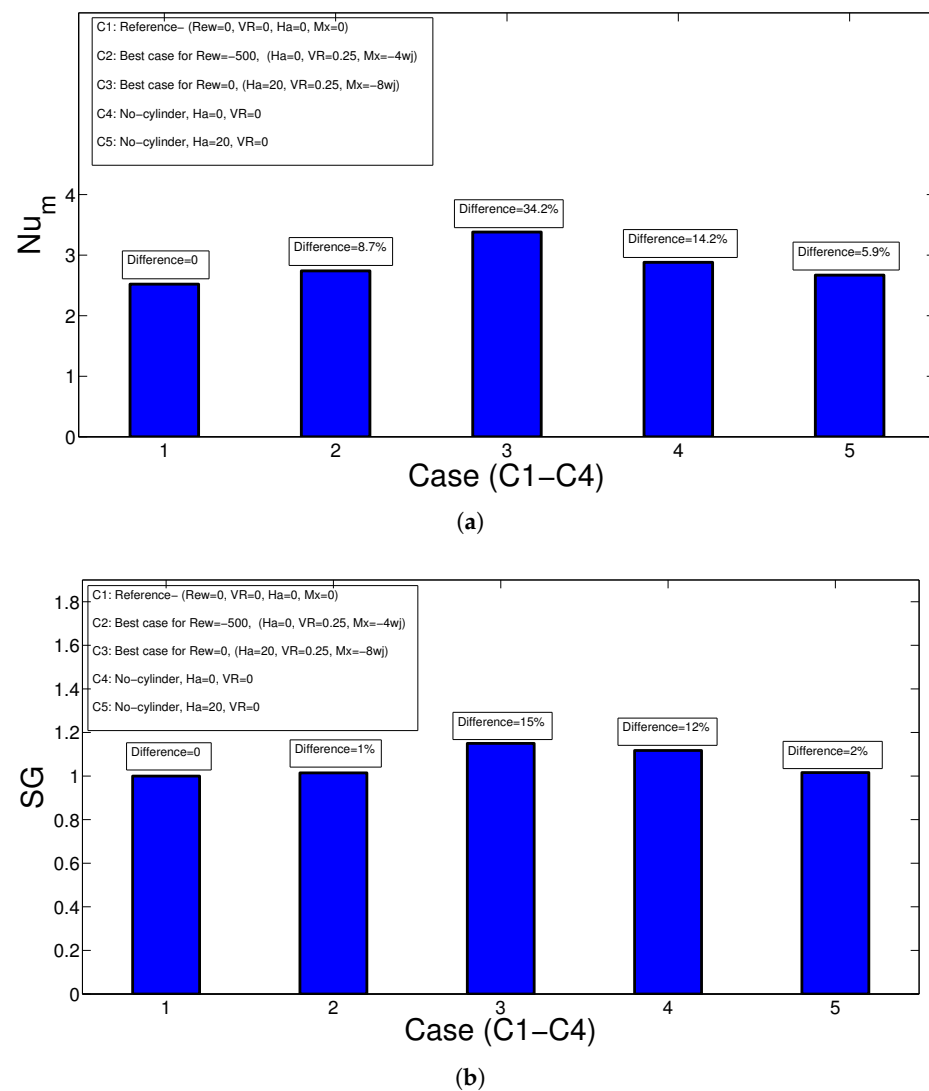 C1: Reference− (Rew=0, VR=0, Ha=0, Mx=0)
C2: Best case for Rew=−500, (Ha=0, VR=0.25, Mx=−4wj)
C3: Best case for Rew=0, (Ha=20, VR=0.25, Mx=−8wj)
C4: No−cylinder, Ha=0, VR=0
C5: No−cylinder, Ha=20, VR=0
Num
4
3
2
1
0
Difference=0
Difference=8.7%
Difference=34.2%
Difference=14.2%
Difference=5.9%
1 2 3 4 5
Case (C1−C4)
(a)
C1: Reference− (Rew=0, VR=0, Ha=0, Mx=0)
C2: Best case for Rew=−500, (Ha=0, VR=0.25, Mx=−4wj)
C3: Best case for Rew=0, (Ha=20, VR=0.25, Mx=−8wj)
C4: No−cylinder, Ha=0, VR=0
C5: No−cylinder, Ha=20, VR=0
SG
1.8
1.6
1.4
1.2
1
0.8
0.6
0.4
0.2
0
Difference=0
Difference=1%
Difference=15%
Difference=12%
Difference=2%
1 2 3 4 5
Case (C1−C4)
(b)